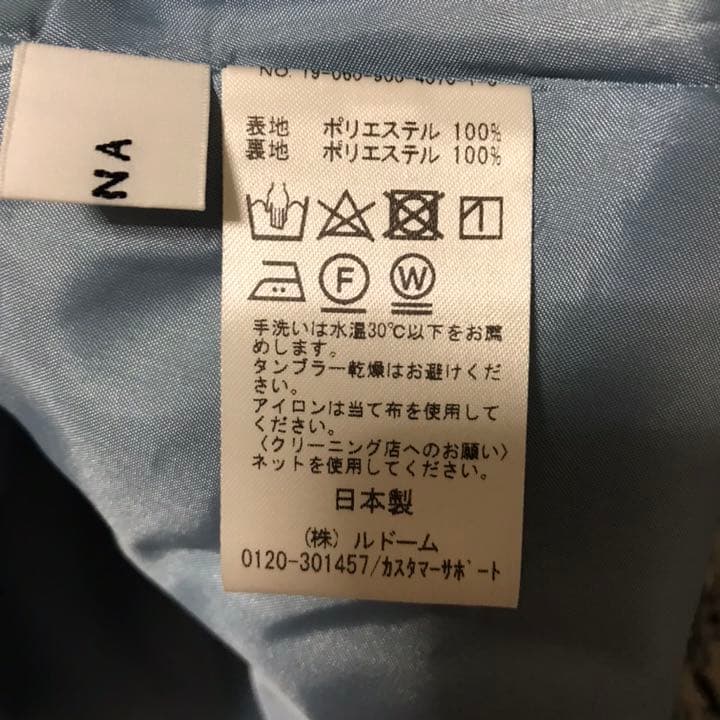 NA
表地 ポリエステル 100%
裏地 ポリエステル 100%
F W
手洗いは水温30℃以下をお薦
めします。
タンブラー乾燥はお避けくだ
さい。
アイロンは当て布を使用して
ください。
〈クリーニング店へのお願い〉
ネットを使用してください。
日本製
(株) ルドーム
0120-301457/カスタマーサポート